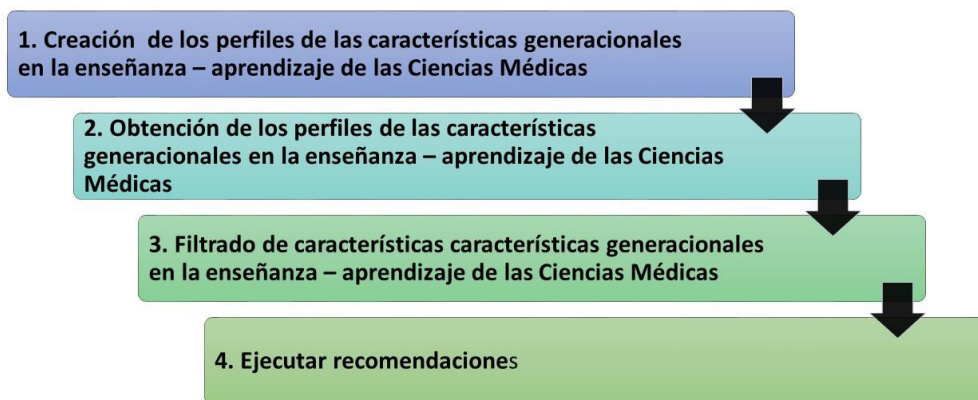 1. Creación de los perfiles de las características generacionales
en la enseñanza – aprendizaje de las Ciencias Médicas
2. Obtención de los perfiles de las características
generacionales en la enseñanza – aprendizaje de las Ciencias
Médicas
3. Filtrado de características características generacionales
en la enseñanza – aprendizaje de las Ciencias Médicas
4. Ejecutar recomendaciones